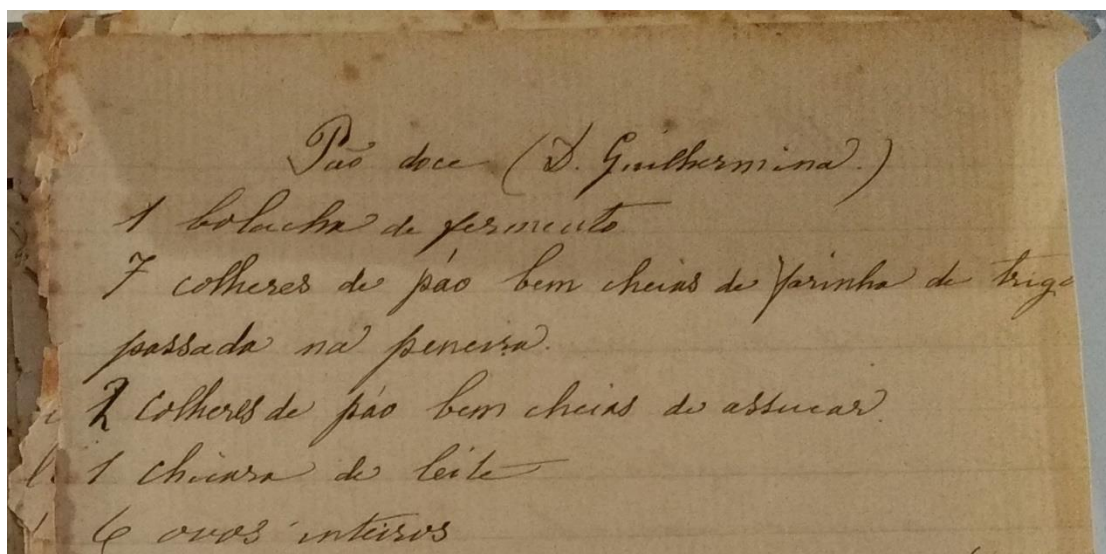 Pão doce (D. Guilhermina.)
1 bolacha de fermento
7 colheres de páo bem cheias de farinha de trigo
passada na peneira.
2 colheres de páo bem cheias de assucar
1 chicara de leite
6 ovos inteiros